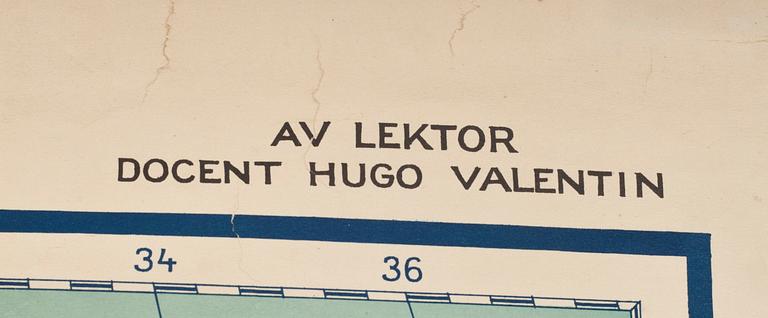 AV LEKTOR
DOCENT HUGO VALENTIN
34 36